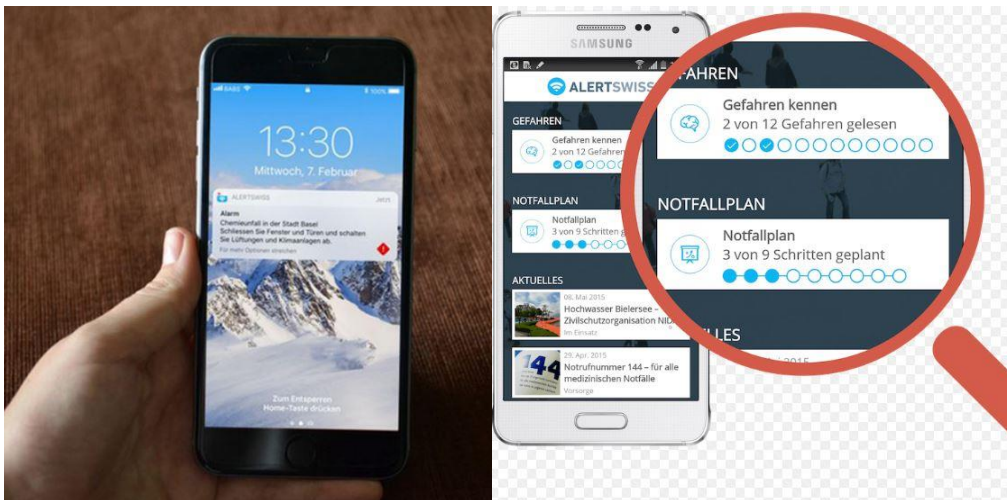 13:30
Mittwoch, 7. Februar
ALERTSWISS
Jetzt
Alarm
Chemieunfall in der Stadt Basel
Schliessen Sie Fenster und Türen und schalten
Sie Lüftungen und Klimaanlagen ab.
Für mehr Optionen streichen
Zum Entsperren
Home-Taste drücken
SAMSUNG
ALERTSWISS
GEFAHREN
Gefahren kennen
2 von 12 Gefahren
NOTFALLPLAN
Notfallplan
3 von 9 Schritten g
AKTUELLES
08. Mai 2015
Hochwasser Bielersee –
Zivilschutzorganisation NID
Im Einsatz
29. Apr. 2015
144
Notrufnummer 144 – für alle
medizinischen Notfälle
Vorsorge
FAHREN
Gefahren kennen
2 von 12 Gefahren gelesen
NOTFALLPLAN
Notfallplan
3 von 9 Schritten geplant
LLES
2015